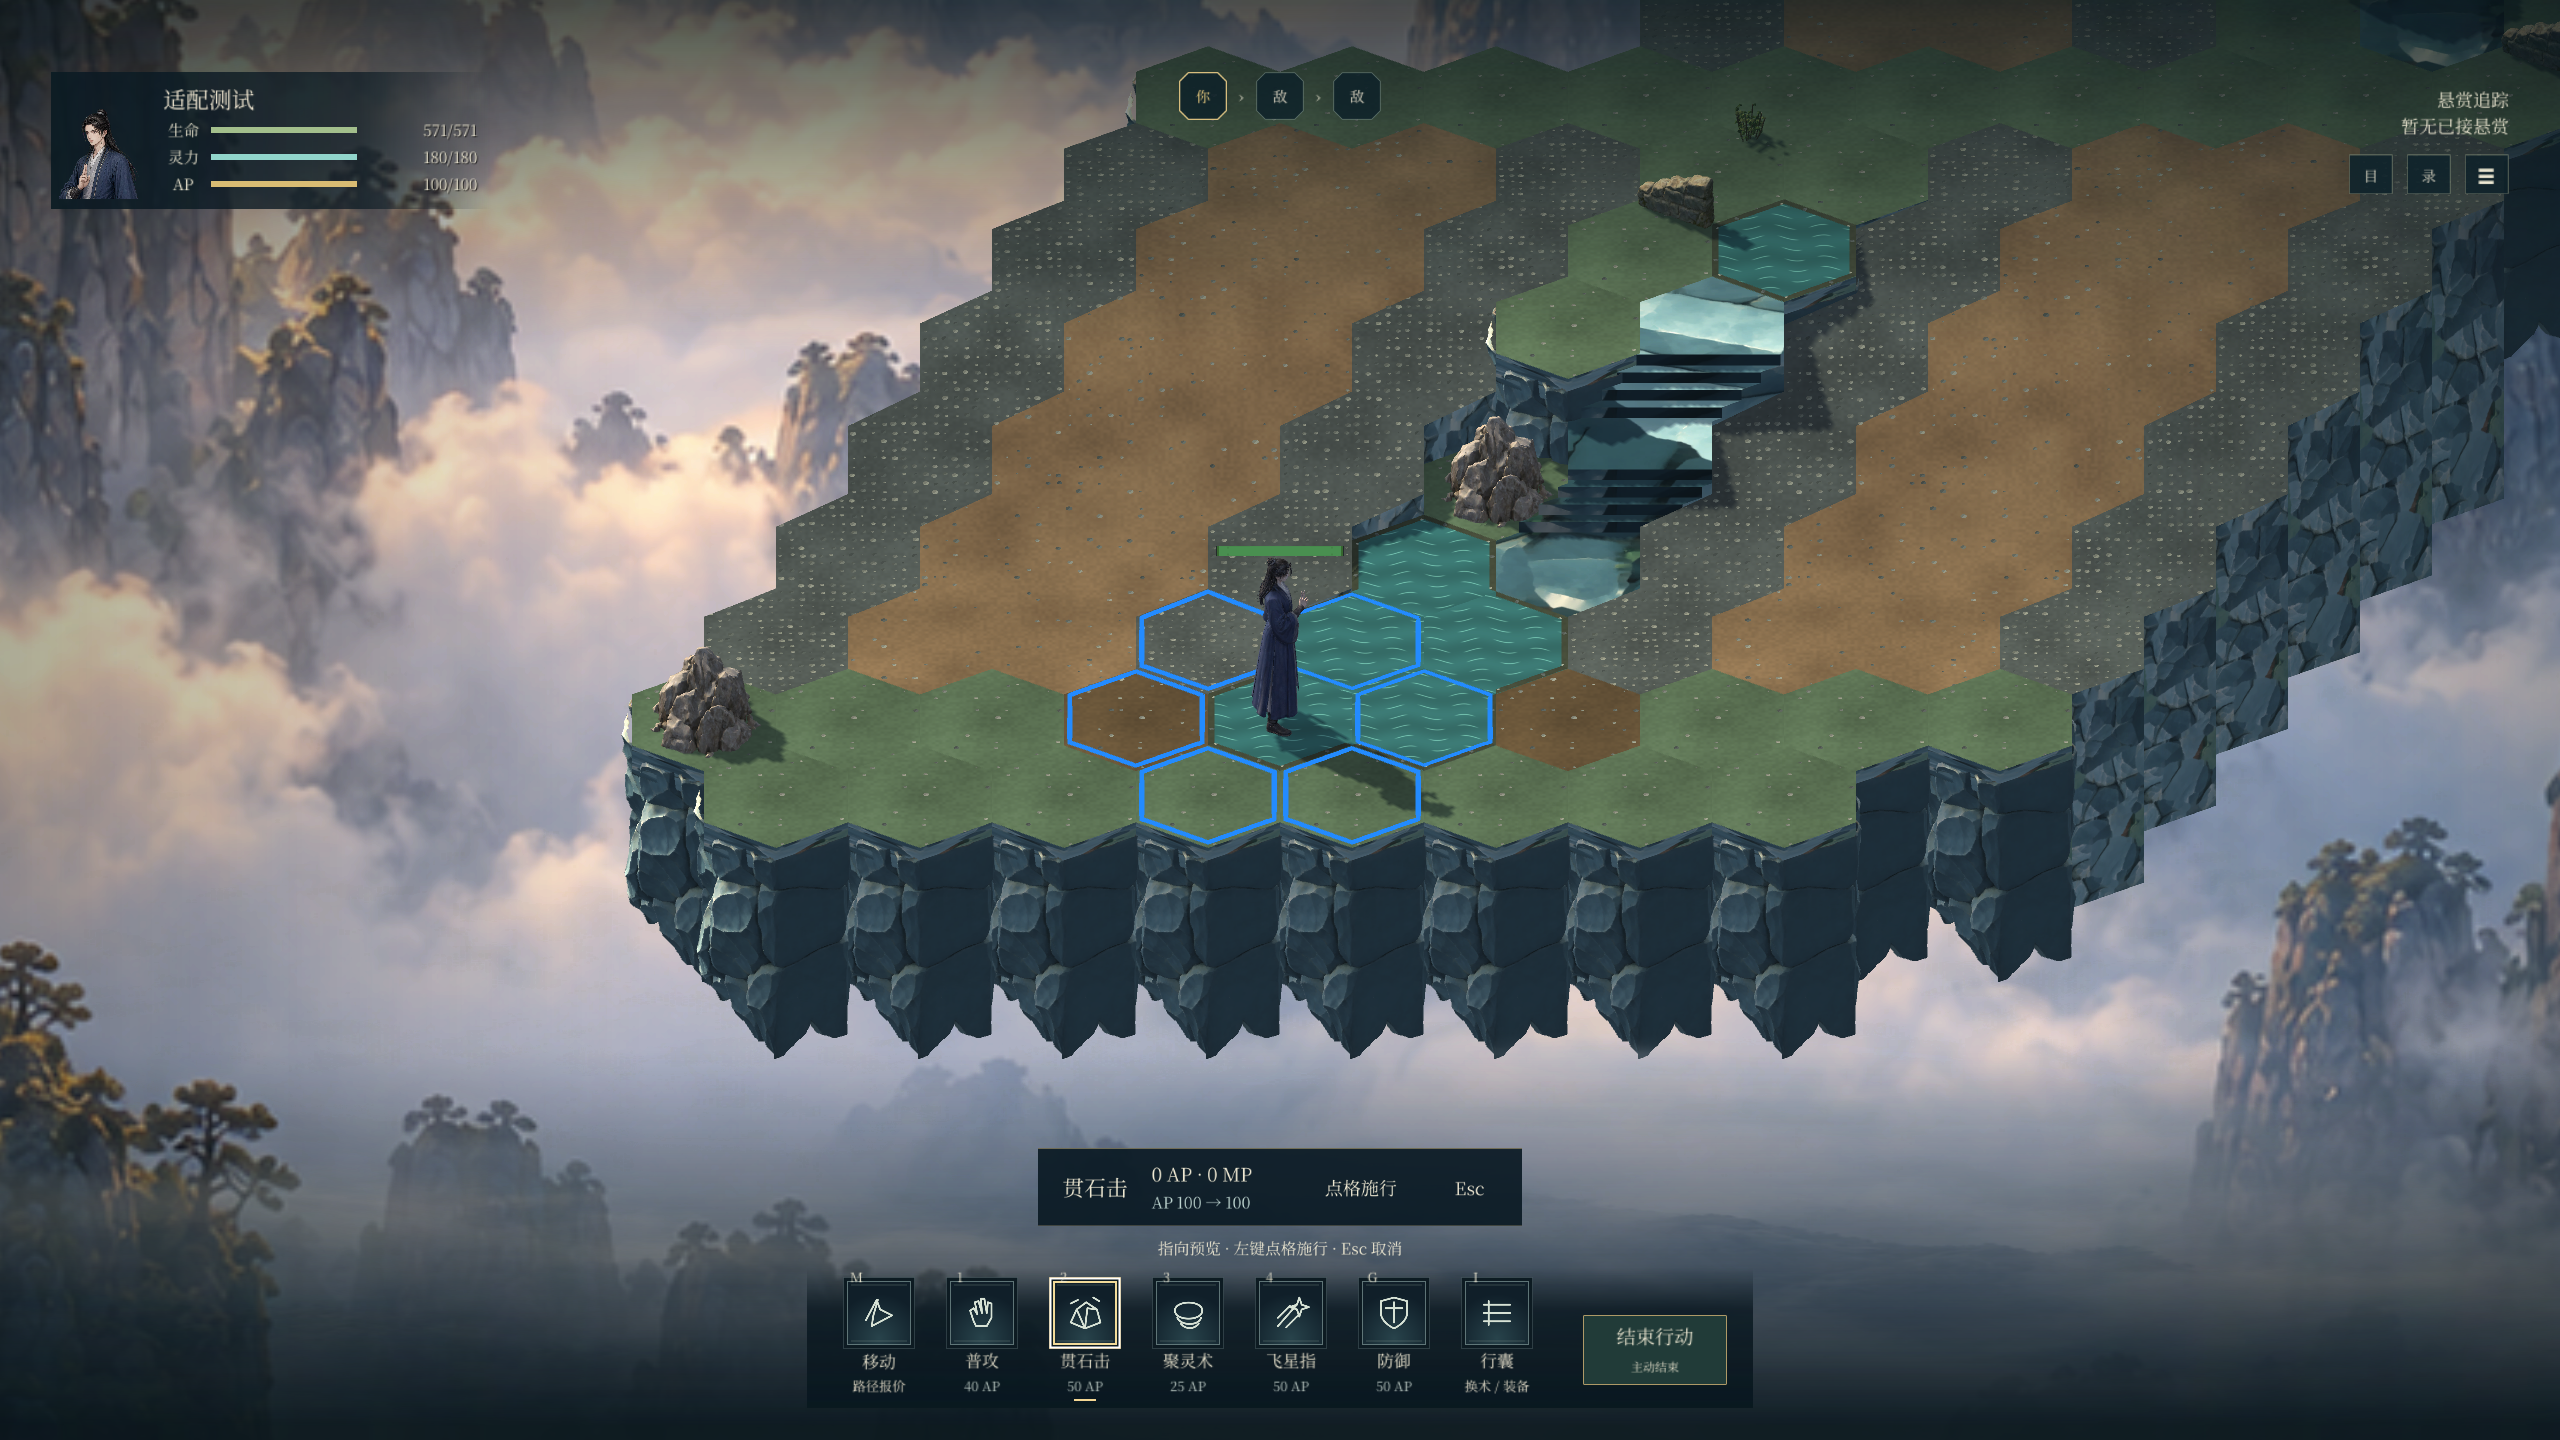 适配测试
生命 571/571
灵力 180/180
AP 100/100
你 › 敌 › 敌
悬赏追踪
暂无已接悬赏
目 录
贯石击 0 AP · 0 MP 点格施行 Esc
AP 100 → 100
指向预览 · 左键点格施行 · Esc 取消
M 1 2 3 4 G I
移动 普攻 贯石击 聚灵术 飞星指 防御 行囊
路径报价 40 AP 50 AP 25 AP 50 AP 50 AP 换术 / 装备
结束行动
主动结束